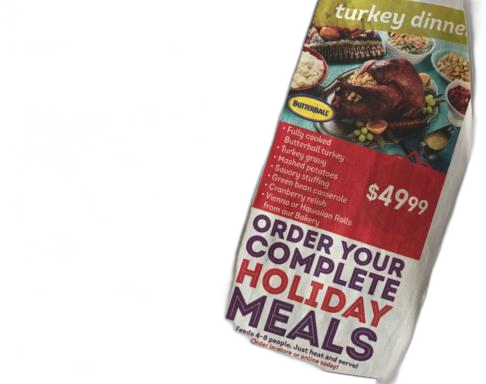 turkey dinne
BUTTERBALL
• Fully cooked
Butterball turkey
• Turkey gravy
• Mashed potatoes
• Savory stuffing
• Green bean casserole
• Cranberry relish
• Vienna or Hawaiian Rolls
from our Bakery
$4999
ORDER YOUR
COMPLETE
HOLIDAY
MEALS
Feeds 4-8 people. Just heat and serve!
Order in-store or online today!